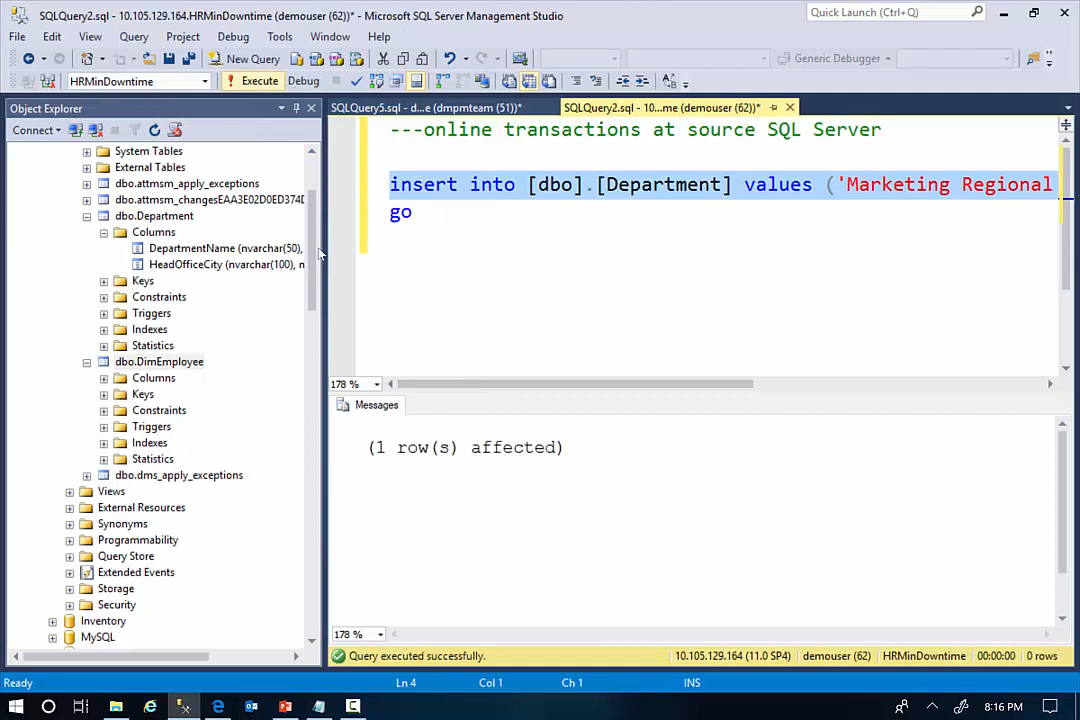 SQLQuery2.sql - 10.105.129.164.HRMinDowntime (demouser (62))* - Microsoft SQL Server Management Studio
Quick Launch (Ctrl+Q)
File Edit View Query Project Debug Tools Window Help
New Query
Generic Debugger
HRMinDowntime
Execute
Debug
Object Explorer
SQLQuery5.sql - d...e (dmpmteam (51))*
SQLQuery2.sql - 10...me (demouser (62))*
Connect
System Tables
External Tables
dbo.attmsm_apply_exceptions
dbo.attmsm_changesEAA3E02D0ED374D
dbo.Department
Columns
DepartmentName (nvarchar(50),
HeadOfficeCity (nvarchar(100), n
Keys
Constraints
Triggers
Indexes
Statistics
dbo.DimEmployee
Columns
Keys
Constraints
Triggers
Indexes
Statistics
dbo.dms_apply_exceptions
Views
External Resources
Synonyms
Programmability
Query Store
Extended Events
Storage
Security
Inventory
MySQL
---online transactions at source SQL Server
insert into [dbo].[Department] values ('Marketing Regional
go
178 %
Messages
(1 row(s) affected)
178 %
Query executed successfully.
10.105.129.164 (11.0 SP4)
demouser (62)
HRMinDowntime
00:00:00
0 rows
Ready
Ln 4
Col 1
Ch 1
INS
8:16 PM